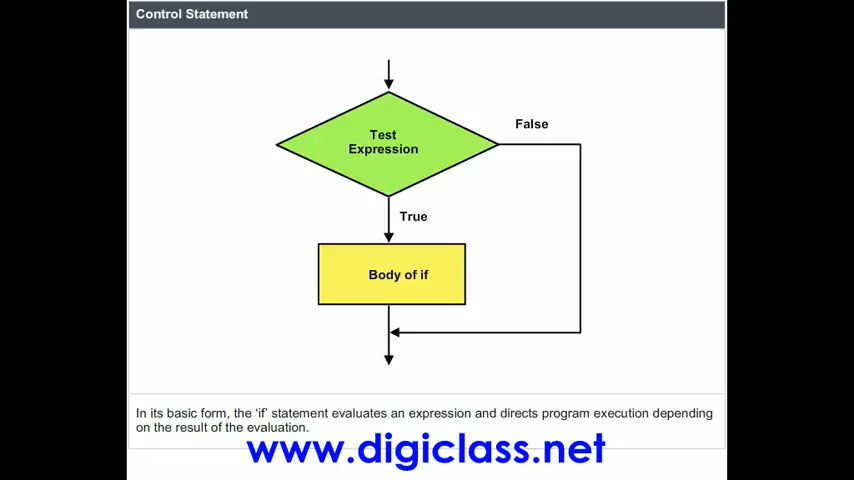 Control Statement
Test
Expression
False
True
Body of if
In its basic form, the ‘if’ statement evaluates an expression and directs program execution depending
on the result of the evaluation.
www.digiclass.net